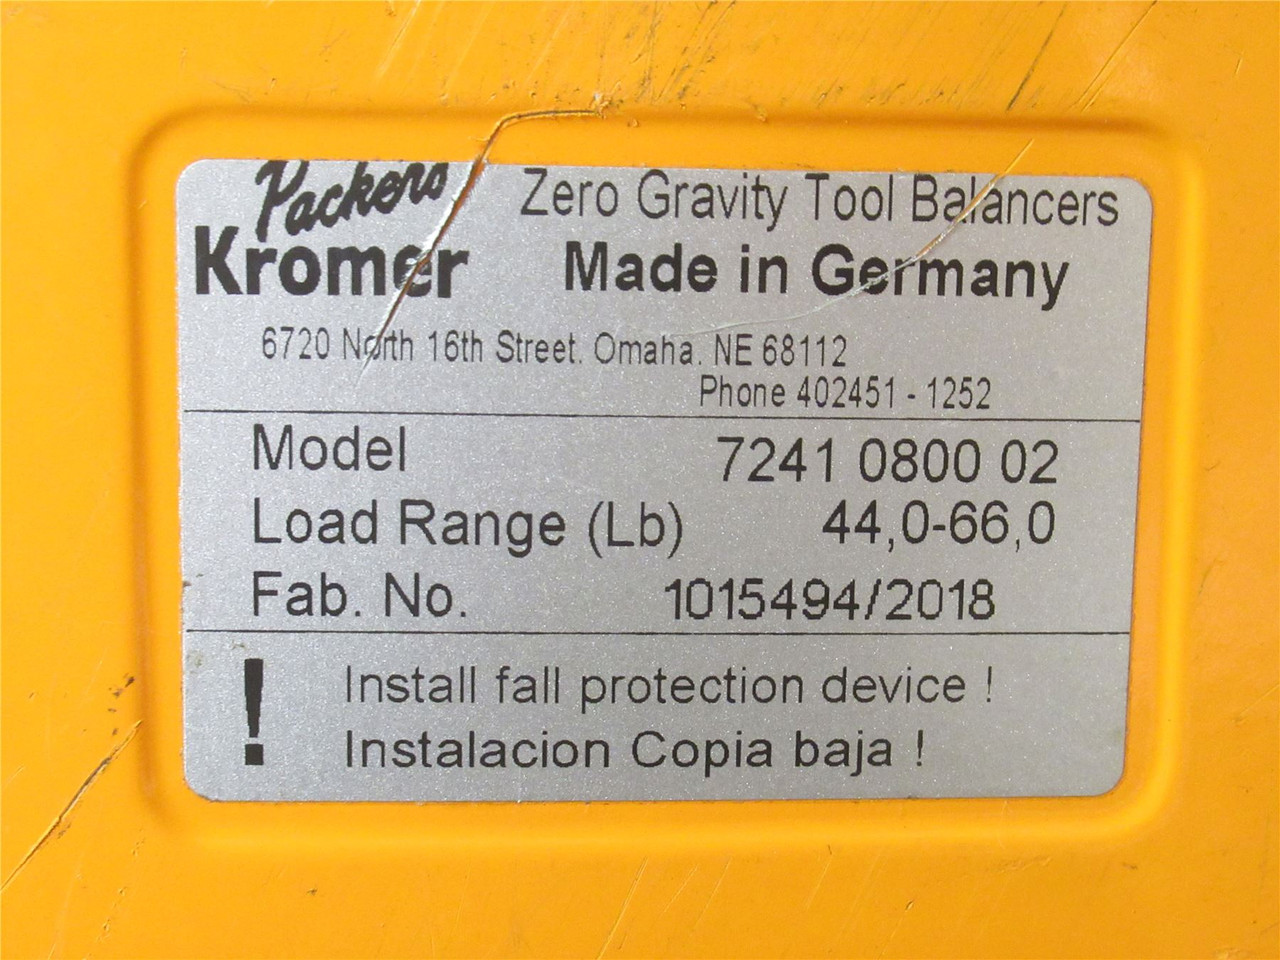 Packers
Kromer
Zero Gravity Tool Balancers
Made in Germany
6720 North 16th Street. Omaha. NE 68112
Phone 402451 - 1252
Model 7241 0800 02
Load Range (Lb) 44,0-66,0
Fab. No. 1015494/2018
! Install fall protection device !
Instalacion Copia baja !